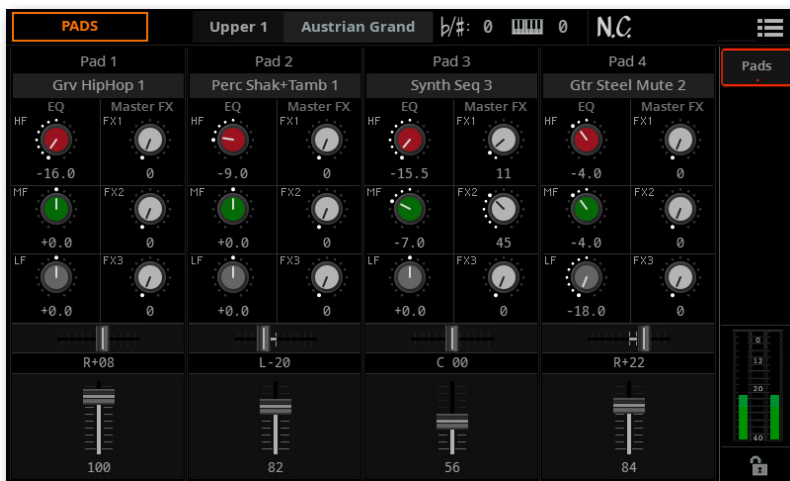 PADS Upper 1 Austrian Grand b/#: 0 0 N.C.
Pad 1 Pad 2 Pad 3 Pad 4 Pads
Grv HipHop 1 Perc Shak+Tamb 1 Synth Seq 3 Gtr Steel Mute 2
EQ Master FX EQ Master FX EQ Master FX EQ Master FX
HF FX1 HF FX1 HF FX1 HF FX1
-16.0 0 -9.0 0 -15.5 11 -4.0 0
MF FX2 MF FX2 MF FX2 MF FX2
+0.0 0 +0.0 0 -7.0 45 -4.0 0
LF FX3 LF FX3 LF FX3 LF FX3
+0.0 0 +0.0 0 +0.0 0 -18.0 0
R+08 L-20 C 00 R+22
0
12
20
40
100 82 56 84